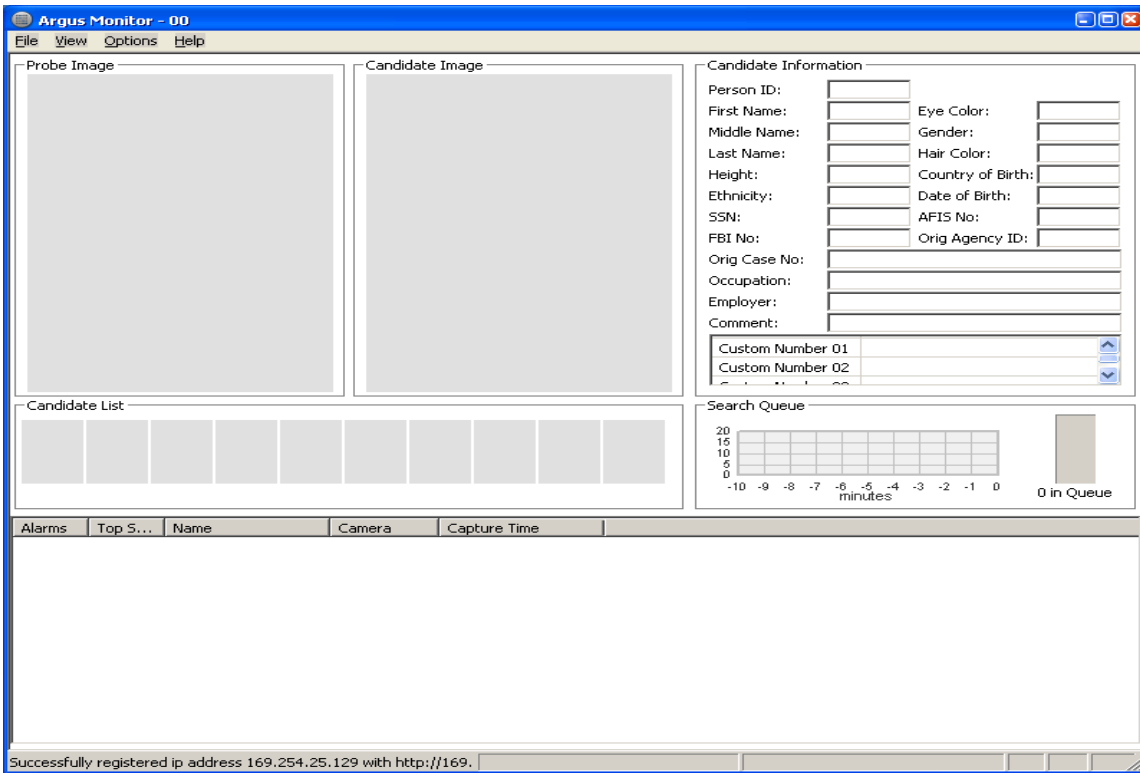 Argus Monitor - 00
File View Options Help
Probe Image
Candidate Image
Candidate Information
Person ID:
First Name: Eye Color:
Middle Name: Gender:
Last Name: Hair Color:
Height: Country of Birth:
Ethnicity: Date of Birth:
SSN: AFIS No:
FBI No: Orig Agency ID:
Orig Case No:
Occupation:
Employer:
Comment:
Custom Number 01
Custom Number 02
Candidate List
Search Queue
20
15
10
5
0
-10 -9 -8 -7 -6 -5 -4 -3 -2 -1 0
minutes
0 in Queue
Alarms Top S... Name Camera Capture Time
Successfully registered ip address 169.254.25.129 with http://169.